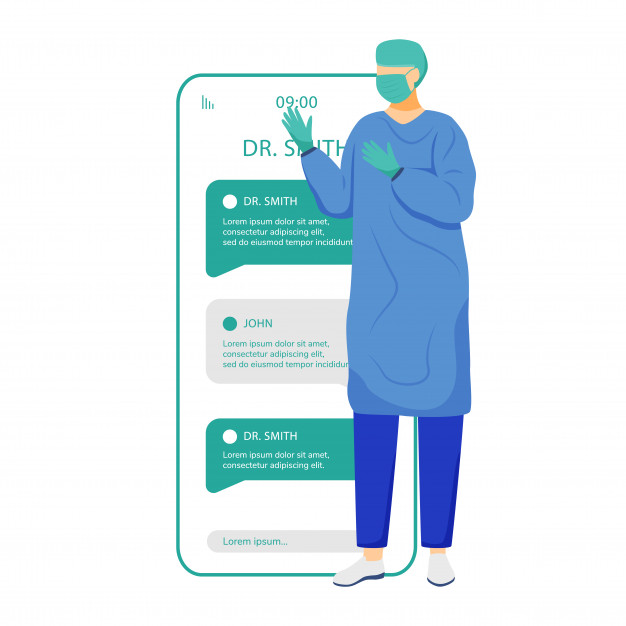 09:00
DR. SMITH
DR. SMITH
Lorem ipsum dolor sit amet,
consectetur adipiscing elit,
sed do eiusmod tempor incididunt
JOHN
Lorem ipsum dolor sit amet,
consectetur adipiscing elit,
sed do eiusmod tempor incididunt
DR. SMITH
Lorem ipsum dolor sit amet,
consectetur adipiscing elit.
Lorem ipsum...